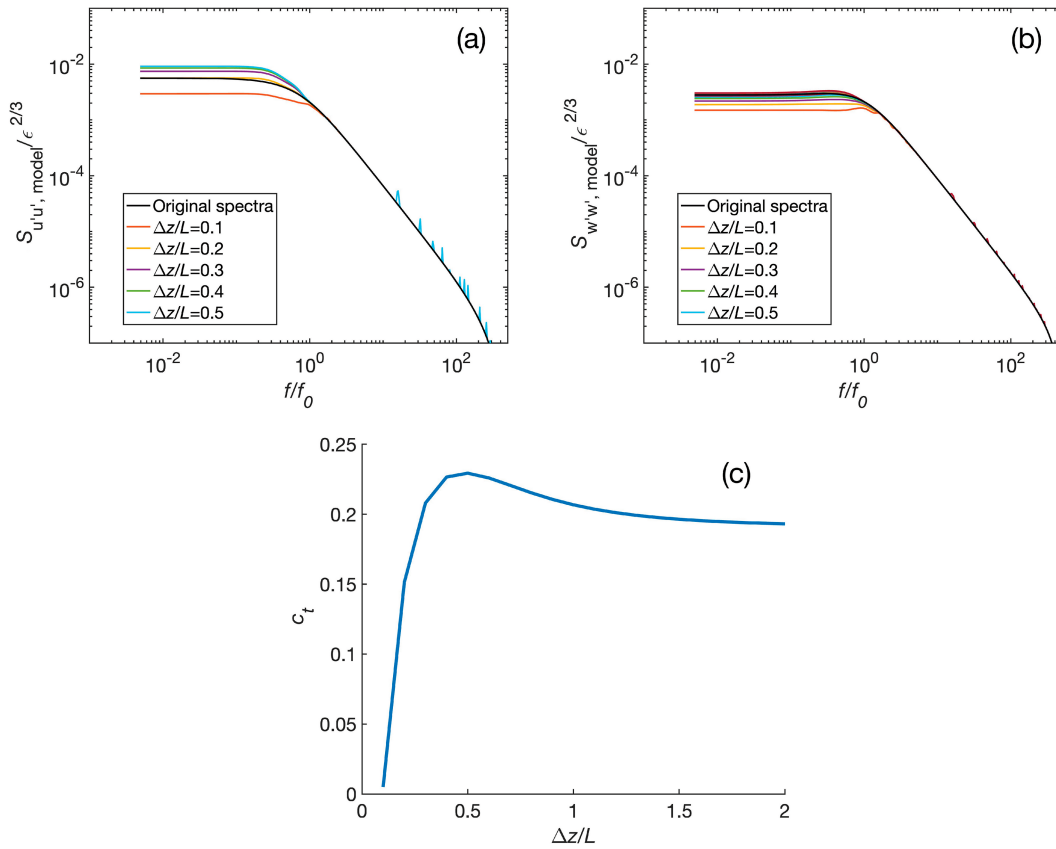 (a)
S_{u'u', model}/ϵ^{2/3}
10^{-2}
10^{-4}
10^{-6}
Original spectra
Δz/L=0.1
Δz/L=0.2
Δz/L=0.3
Δz/L=0.4
Δz/L=0.5
10^{-2}
10^{0}
10^{2}
f/f_0
(b)
S_{w'w', model}/ϵ^{2/3}
10^{-2}
10^{-4}
10^{-6}
Original spectra
Δz/L=0.1
Δz/L=0.2
Δz/L=0.3
Δz/L=0.4
Δz/L=0.5
10^{-2}
10^{0}
10^{2}
f/f_0
(c)
c_t
0.25
0.2
0.15
0.1
0.05
0
0
0.5
1
1.5
2
Δz/L